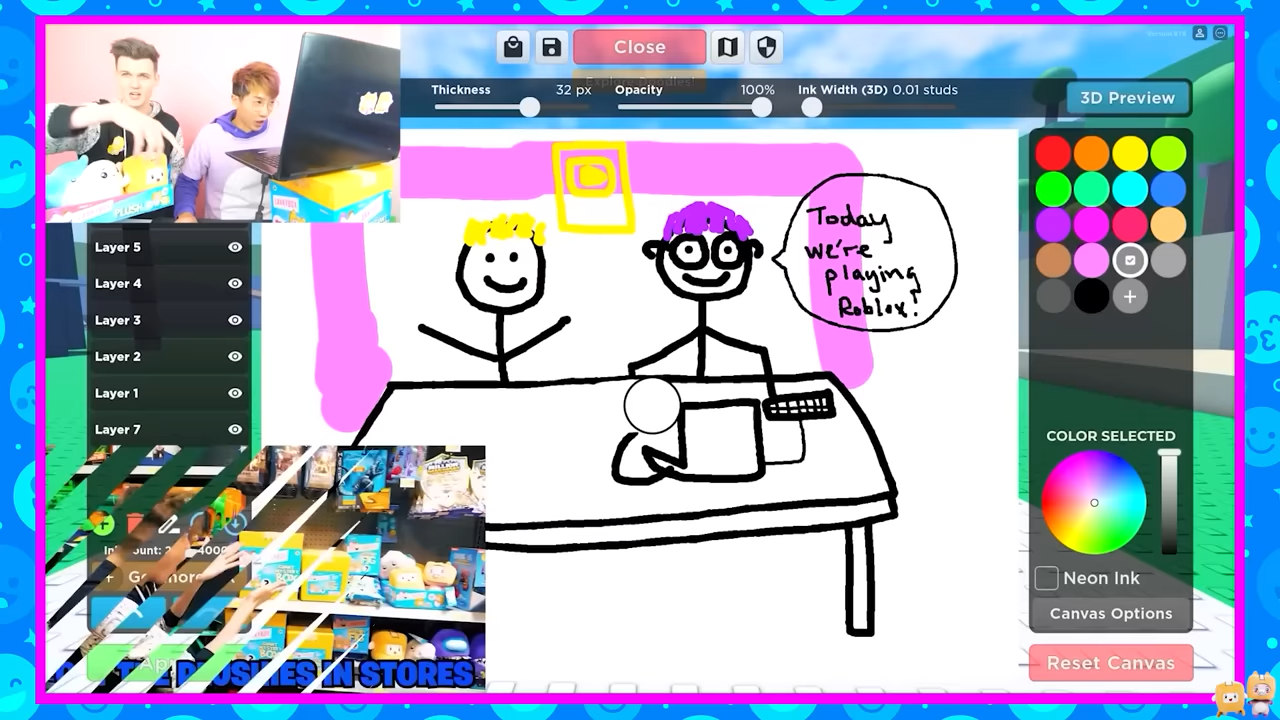 Close
Thickness 32 px Opacity 100% Ink Width (3D) 0.01 studs
3D Preview
Today
we're
playing
Roblox!
Layer 5
Layer 4
Layer 3
Layer 2
Layer 1
Layer 7
COLOR SELECTED
Neon Ink
Canvas Options
Reset Canvas
PLUSHIES IN STORES